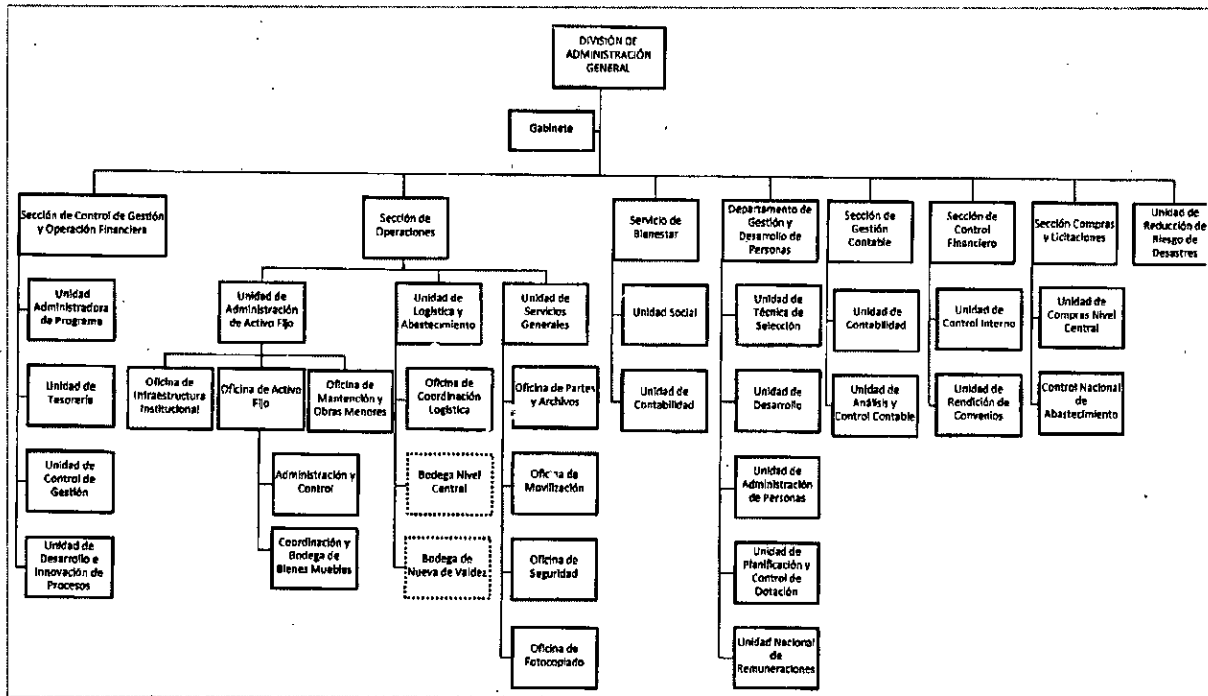 DIVISIÓN DE
ADMINISTRACIÓN
GENERAL
Gabinete
Sección de Control de Gestión
y Operación Financiera
Sección de
Operaciones
Servicio de
Bienestar
Departamento de
Gestión y
Desarrollo de
Personas
Sección de
Gestión
Contable
Sección de
Control
Financiero
Sección Compras
y Licitaciones
Unidad de
Reducción de
Riesgo de
Desastres
Unidad
Administradora
de Programa
Unidad de
Administración
de Activo Fijo
Unidad de
Logística y
Abastecimiento
Unidad de
Servicios
Generales
Unidad Social
Unidad de
Técnica de
Selección
Unidad de
Contabilidad
Unidad de
Control Interno
Unidad de
Compras Nivel
Central
Unidad de
Tesorería
Oficina de
Infraestructura
Institucional
Oficina de Activo
Fijo
Oficina de
Mantención y
Obras Menores
Oficina de
Coordinación
Logística
Oficina de Partes
y Archivos
Unidad de
Contabilidad
Unidad de
Desarrollo
Unidad de
Análisis y
Control Contable
Unidad de
Rendición de
Convenios
Control Nacional
de
Abastecimiento
Unidad de
Control de
Gestión
Administración y
Control
Bodega Nivel
Central
Oficina de
Movilización
Unidad de
Administración
de Personas
Unidad de
Desarrollo e
Innovación de
Procesos
Coordinación y
Bodega de
Bienes Muebles
Bodega de
Nueva de Valdez
Oficina de
Seguridad
Unidad de
Planificación y
Control de
Dotación
Oficina de
Fotocopiado
Unidad Nacional
de
Remuneraciones